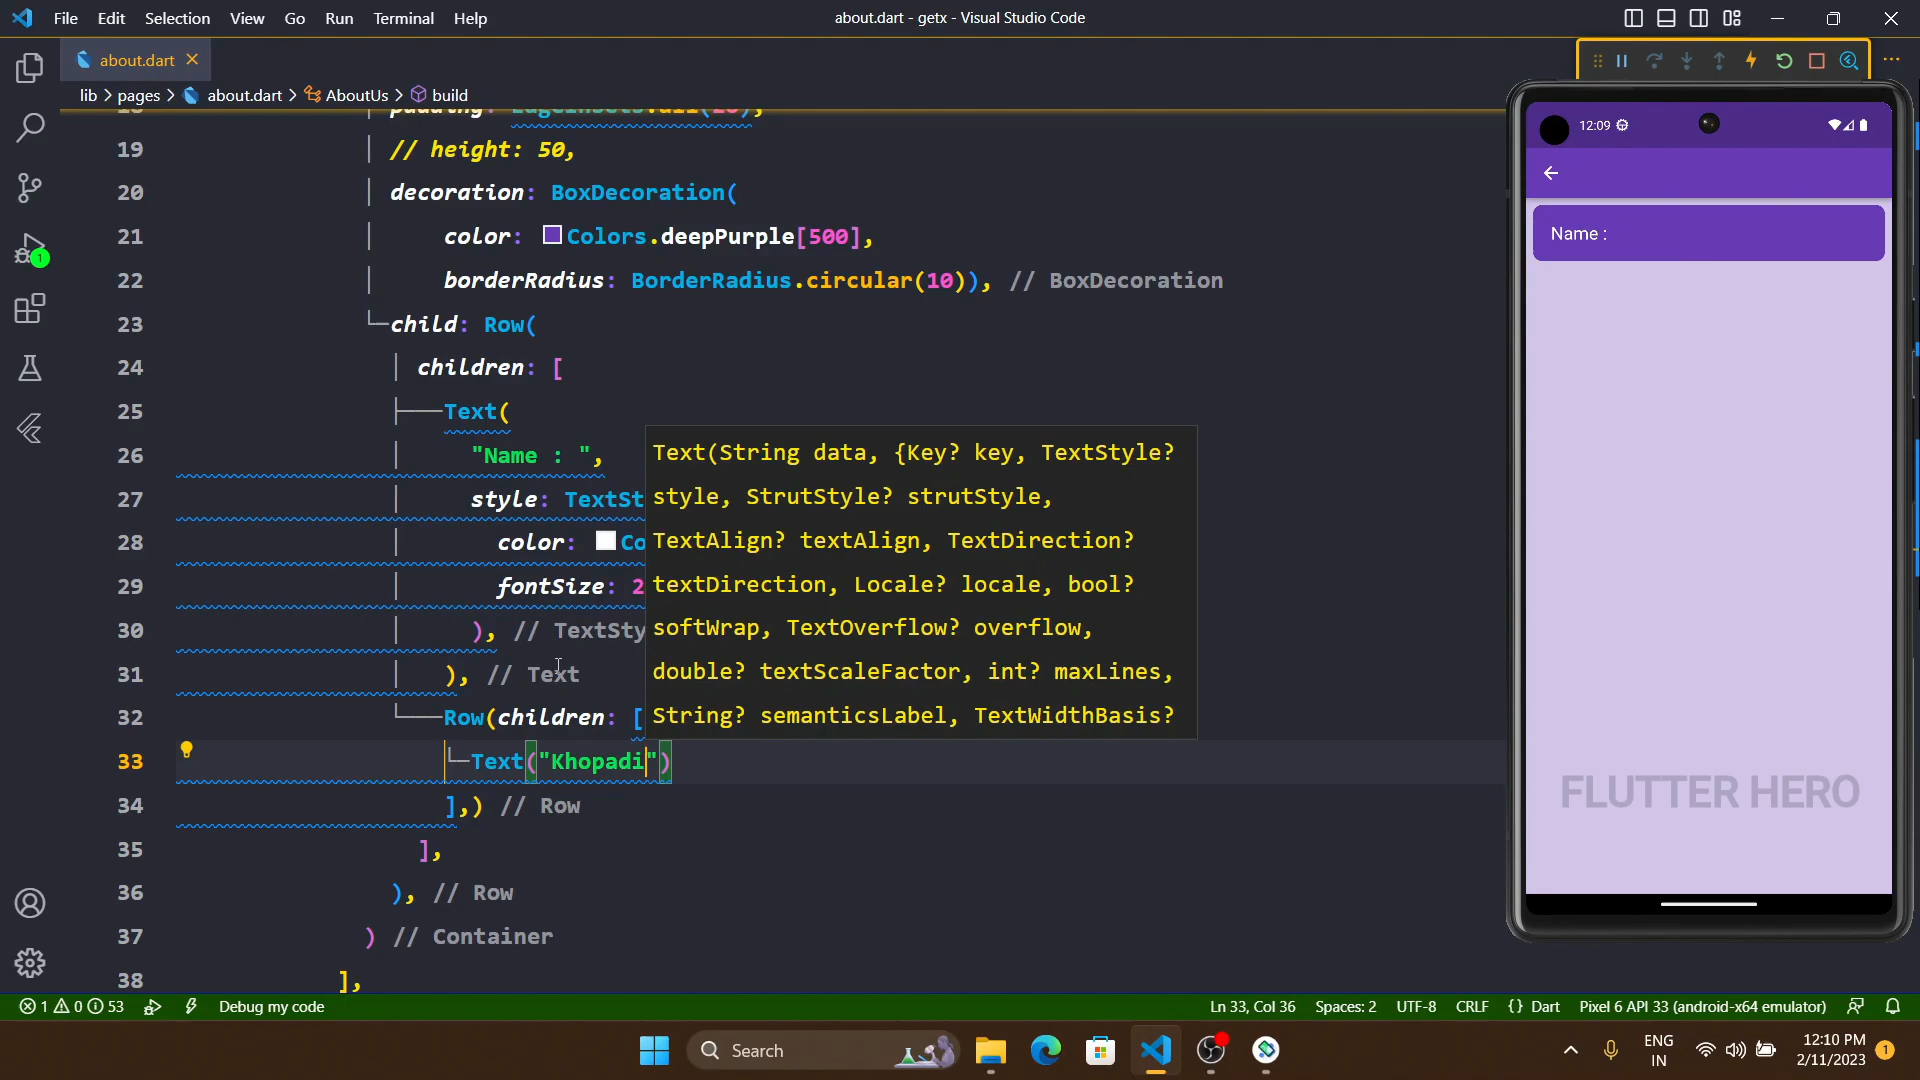 File Edit Selection View Go Run Terminal Help
about.dart - getx - Visual Studio Code
about.dart
lib > pages > about.dart > AboutUs > build
padding: EdgeInsets.all(20),
19 // height: 50,
20 decoration: BoxDecoration(
21 color: Colors.deepPurple[500],
22 borderRadius: BorderRadius.circular(10)), // BoxDecoration
23 child: Row(
24 children: [
25 Text(
26 "Name : ",
27 style: TextSt
28 color: Co
29 fontSize: 2
30 ), // TextSty
31 ), // Text
32 Row(children: [
33 Text("Khopadi")
34 ],) // Row
35 ],
36 ), // Row
37 ) // Container
38 ],
Text(String data, {Key? key, TextStyle?
style, StrutStyle? strutStyle,
TextAlign? textAlign, TextDirection?
textDirection, Locale? locale, bool?
softWrap, TextOverflow? overflow,
double? textScaleFactor, int? maxLines,
String? semanticsLabel, TextWidthBasis?
12:09
Name :
FLUTTER HERO
1
1 0 53 Debug my code
Ln 33, Col 36 Spaces: 2 UTF-8 CRLF {} Dart Pixel 6 API 33 (android-x64 emulator)
Search
ENG
IN
12:10 PM
2/11/2023
1